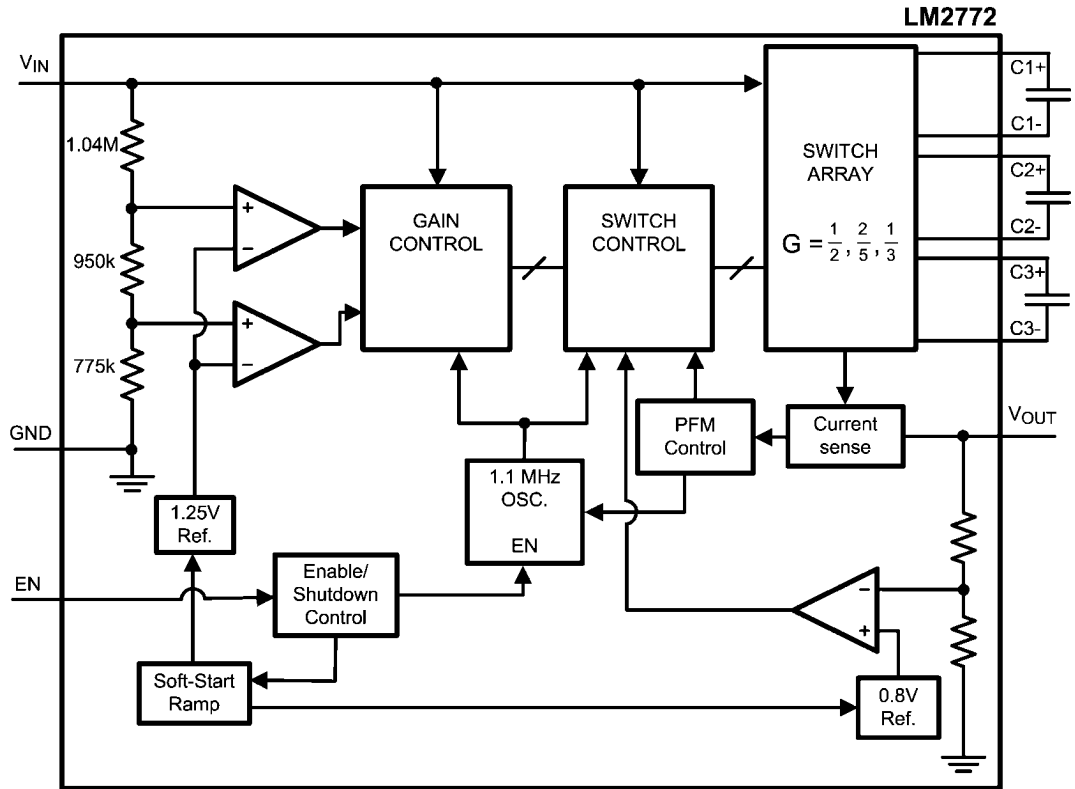 LM2772
VIN
1.04M
950k
775k
GND
+
−
+
−
GAIN
CONTROL
SWITCH
CONTROL
SWITCH
ARRAY
G = 1/2, 2/5, 1/3
C1+
C1-
C2+
C2-
C3+
C3-
PFM
Control
Current
sense
VOUT
1.1 MHz
OSC.
EN
1.25V
Ref.
EN
Enable/
Shutdown
Control
Soft-Start
Ramp
−
+
0.8V
Ref.